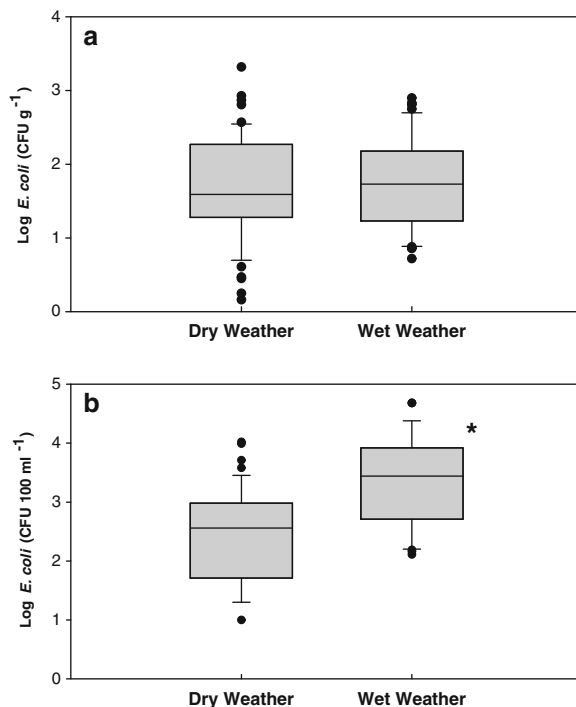 a
Log E. coli (CFU g⁻¹)
4
3
2
1
0
Dry Weather Wet Weather
b
Log E. coli (CFU 100 ml⁻¹)
5
4
3
2
1
0
*
Dry Weather Wet Weather